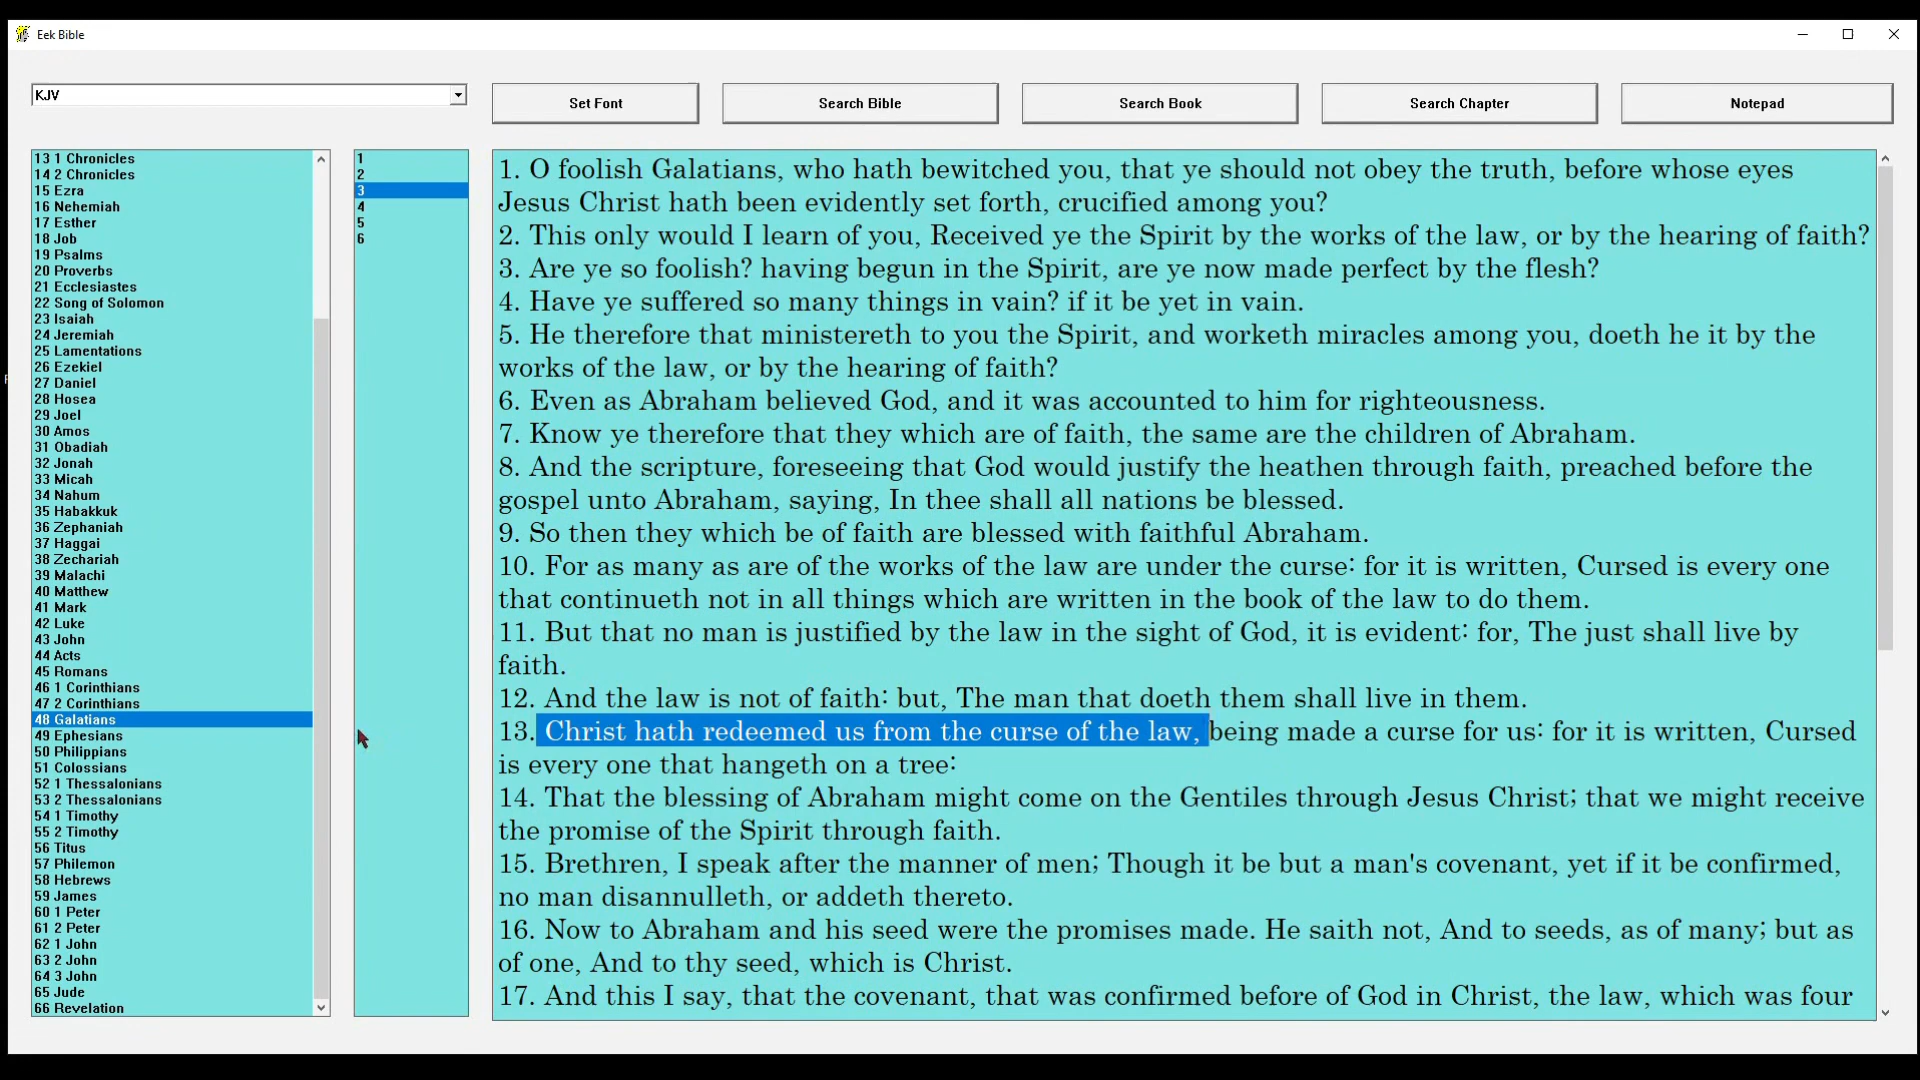 Eek Bible
KJV
Set Font
Search Bible
Search Book
Search Chapter
Notepad
13 1 Chronicles
14 2 Chronicles
15 Ezra
16 Nehemiah
17 Esther
18 Job
19 Psalms
20 Proverbs
21 Ecclesiastes
22 Song of Solomon
23 Isaiah
24 Jeremiah
25 Lamentations
26 Ezekiel
27 Daniel
28 Hosea
29 Joel
30 Amos
31 Obadiah
32 Jonah
33 Micah
34 Nahum
35 Habakkuk
36 Zephaniah
37 Haggai
38 Zechariah
39 Malachi
40 Matthew
41 Mark
42 Luke
43 John
44 Acts
45 Romans
46 1 Corinthians
47 2 Corinthians
48 Galatians
49 Ephesians
50 Philippians
51 Colossians
52 1 Thessalonians
53 2 Thessalonians
54 1 Timothy
55 2 Timothy
56 Titus
57 Philemon
58 Hebrews
59 James
60 1 Peter
61 2 Peter
62 1 John
63 2 John
64 3 John
65 Jude
66 Revelation
1
2
3
4
5
6
1. O foolish Galatians, who hath bewitched you, that ye should not obey the truth, before whose eyes
Jesus Christ hath been evidently set forth, crucified among you?
2. This only would I learn of you, Received ye the Spirit by the works of the law, or by the hearing of faith?
3. Are ye so foolish? having begun in the Spirit, are ye now made perfect by the flesh?
4. Have ye suffered so many things in vain? if it be yet in vain.
5. He therefore that ministereth to you the Spirit, and worketh miracles among you, doeth he it by the
works of the law, or by the hearing of faith?
6. Even as Abraham believed God, and it was accounted to him for righteousness.
7. Know ye therefore that they which are of faith, the same are the children of Abraham.
8. And the scripture, foreseeing that God would justify the heathen through faith, preached before the
gospel unto Abraham, saying, In thee shall all nations be blessed.
9. So then they which be of faith are blessed with faithful Abraham.
10. For as many as are of the works of the law are under the curse: for it is written, Cursed is every one
that continueth not in all things which are written in the book of the law to do them.
11. But that no man is justified by the law in the sight of God, it is evident: for, The just shall live by
faith.
12. And the law is not of faith: but, The man that doeth them shall live in them.
13. Christ hath redeemed us from the curse of the law, being made a curse for us: for it is written, Cursed
is every one that hangeth on a tree:
14. That the blessing of Abraham might come on the Gentiles through Jesus Christ; that we might receive
the promise of the Spirit through faith.
15. Brethren, I speak after the manner of men; Though it be but a man's covenant, yet if it be confirmed,
no man disannulleth, or addeth thereto.
16. Now to Abraham and his seed were the promises made. He saith not, And to seeds, as of many; but as
of one, And to thy seed, which is Christ.
17. And this I say, that the covenant, that was confirmed before of God in Christ, the law, which was four